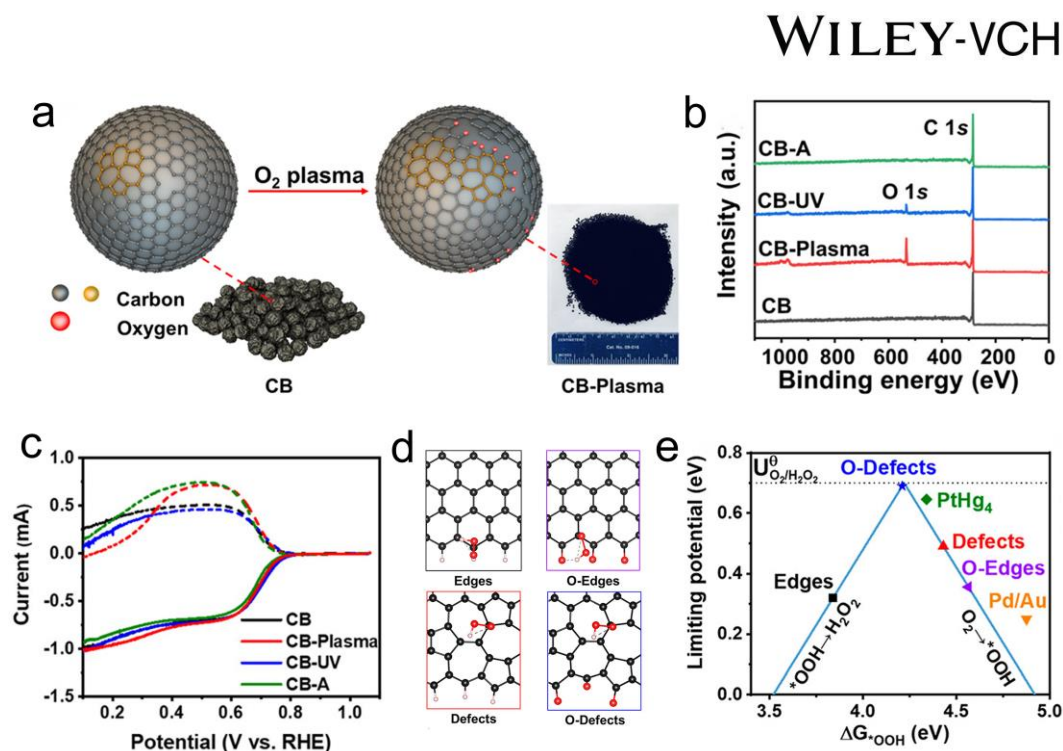 WILEY-VCH
a
O₂ plasma
Carbon
Oxygen
CB
CB-Plasma
b
Intensity (a.u.)
CB-A
C 1s
CB-UV
O 1s
CB-Plasma
CB
1000 800 600 400 200 0
Binding energy (eV)
c
Current (mA)
1.0
0.5
0.0
-0.5
-1.0
-1.5
CB
CB-Plasma
CB-UV
CB-A
0.2 0.4 0.6 0.8 1.0
Potential (V vs. RHE)
d
Edges
O-Edges
Defects
O-Defects
e
Limiting potential (eV)
0.8
0.6
0.4
0.2
0.0
U^θ_O₂/H₂O₂
O-Defects
PtHg₄
Defects
O-Edges
Edges
Pd/Au
*OOH→H₂O₂
O₂→*OOH
3.5 4.0 4.5 5.0
ΔG*OOH (eV)